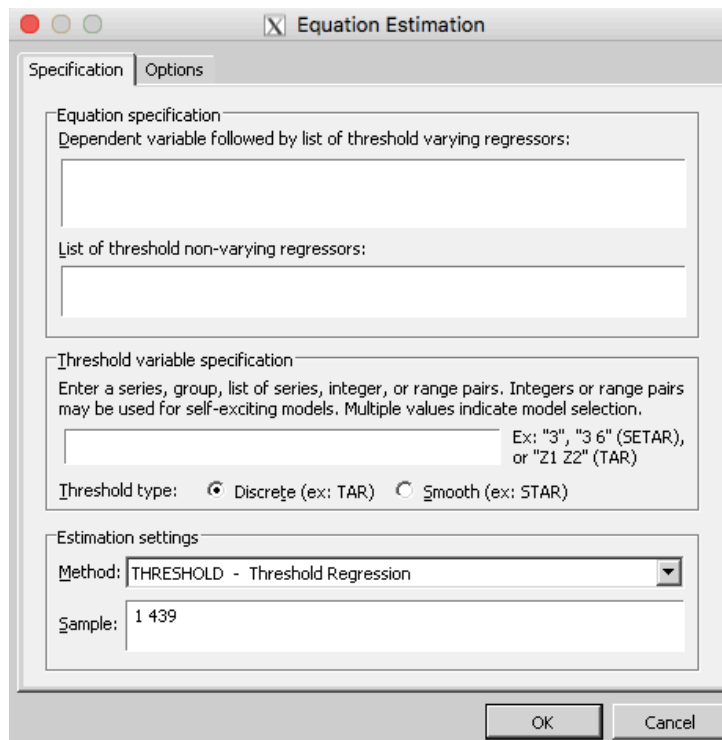 Equation Estimation
Specification
Options
Equation specification
Dependent variable followed by list of threshold varying regressors:
List of threshold non-varying regressors:
Threshold variable specification
Enter a series, group, list of series, integer, or range pairs. Integers or range pairs
may be used for self-exciting models. Multiple values indicate model selection.
Ex: "3", "3 6" (SETAR),
or "Z1 Z2" (TAR)
Threshold type: Discrete (ex: TAR) Smooth (ex: STAR)
Estimation settings
Method: THRESHOLD - Threshold Regression
Sample: 1 439
OK
Cancel